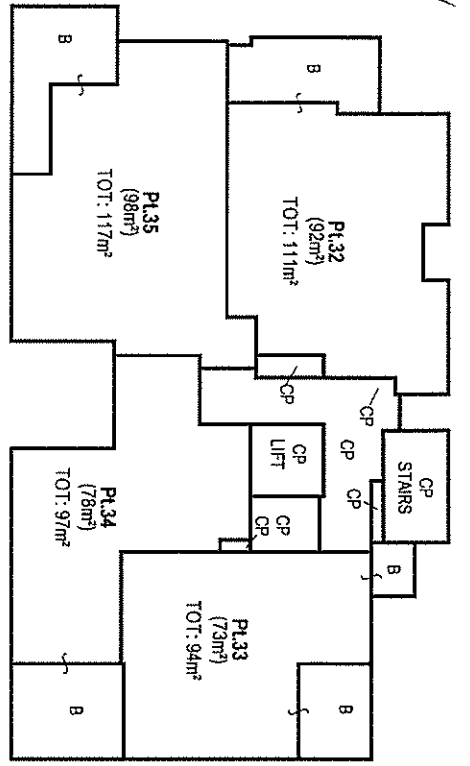 B
B
Pt.35
(98m²)
TOT: 117m²
Pt.32
(92m²)
TOT: 111m²
CP
CP
CP
CP
STAIRS
CP
LIFT
CP
CP
CP
B
Pt.34
(78m²)
TOT: 97m²
Pt.33
(73m²)
TOT: 94m²
B
B